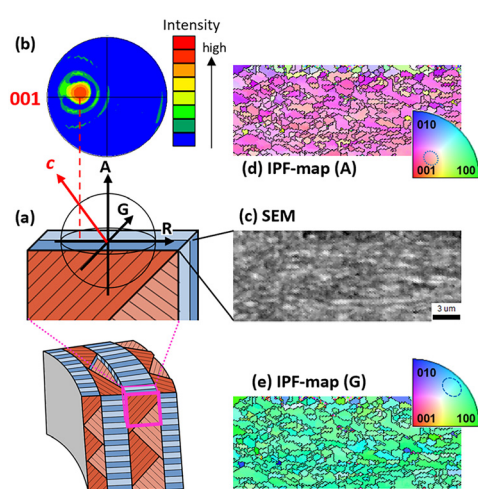 Intensity
(b)
high
001
010
001
100
(d) IPF-map (A)
A
c
G
(a)
R
(c) SEM
3 um
010
001
100
(e) IPF-map (G)